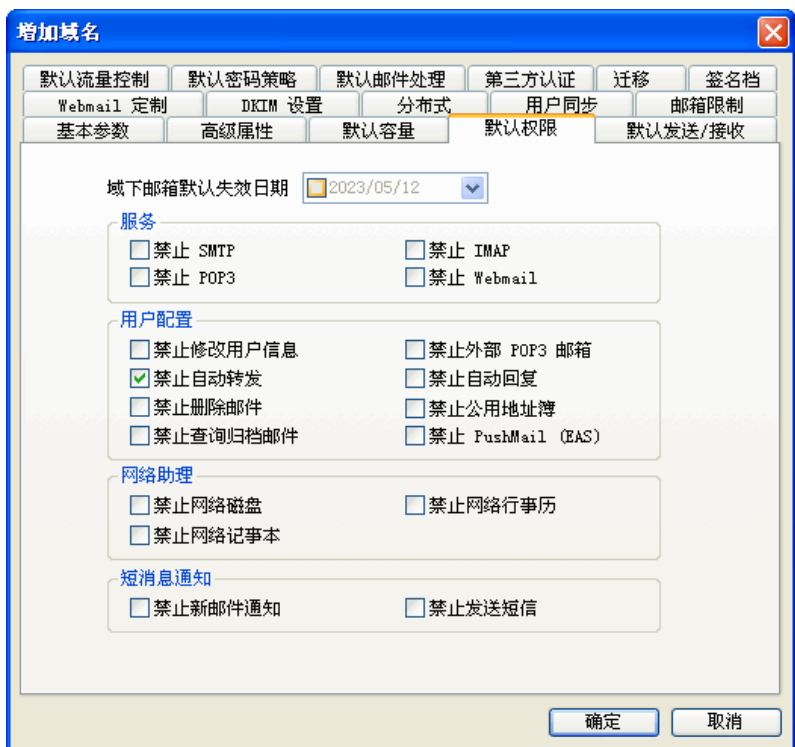 增加域名
默认流量控制 默认密码策略 默认邮件处理 第三方认证 迁移 签名档
Webmail 定制 DKIM 设置 分布式 用户同步 邮箱限制
基本参数 高级属性 默认容量 默认权限 默认发送/接收
域下邮箱默认失效日期 2023/05/12
服务
禁止 SMTP 禁止 IMAP
禁止 POP3 禁止 Webmail
用户配置
禁止修改用户信息 禁止外部 POP3 邮箱
禁止自动转发 禁止自动回复
禁止删除邮件 禁止公用地址簿
禁止查询归档邮件 禁止 PushMail (EAS)
网络助理
禁止网络磁盘 禁止网络行事历
禁止网络记事本
短消息通知
禁止新邮件通知 禁止发送短信
确定 取消